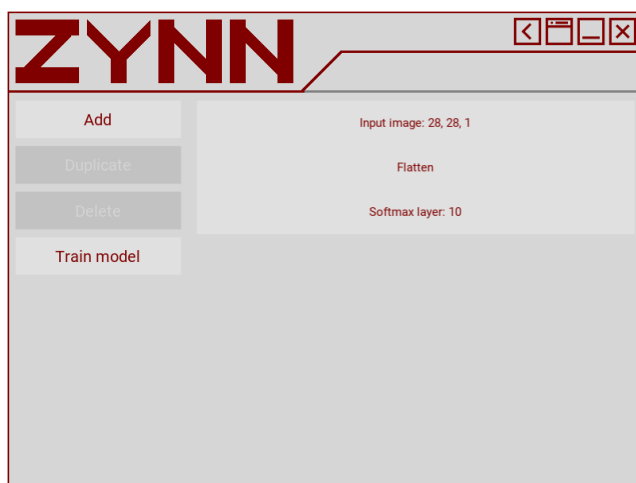 ZYNN
Add
Duplicate
Delete
Train model
Input image: 28, 28, 1
Flatten
Softmax layer: 10